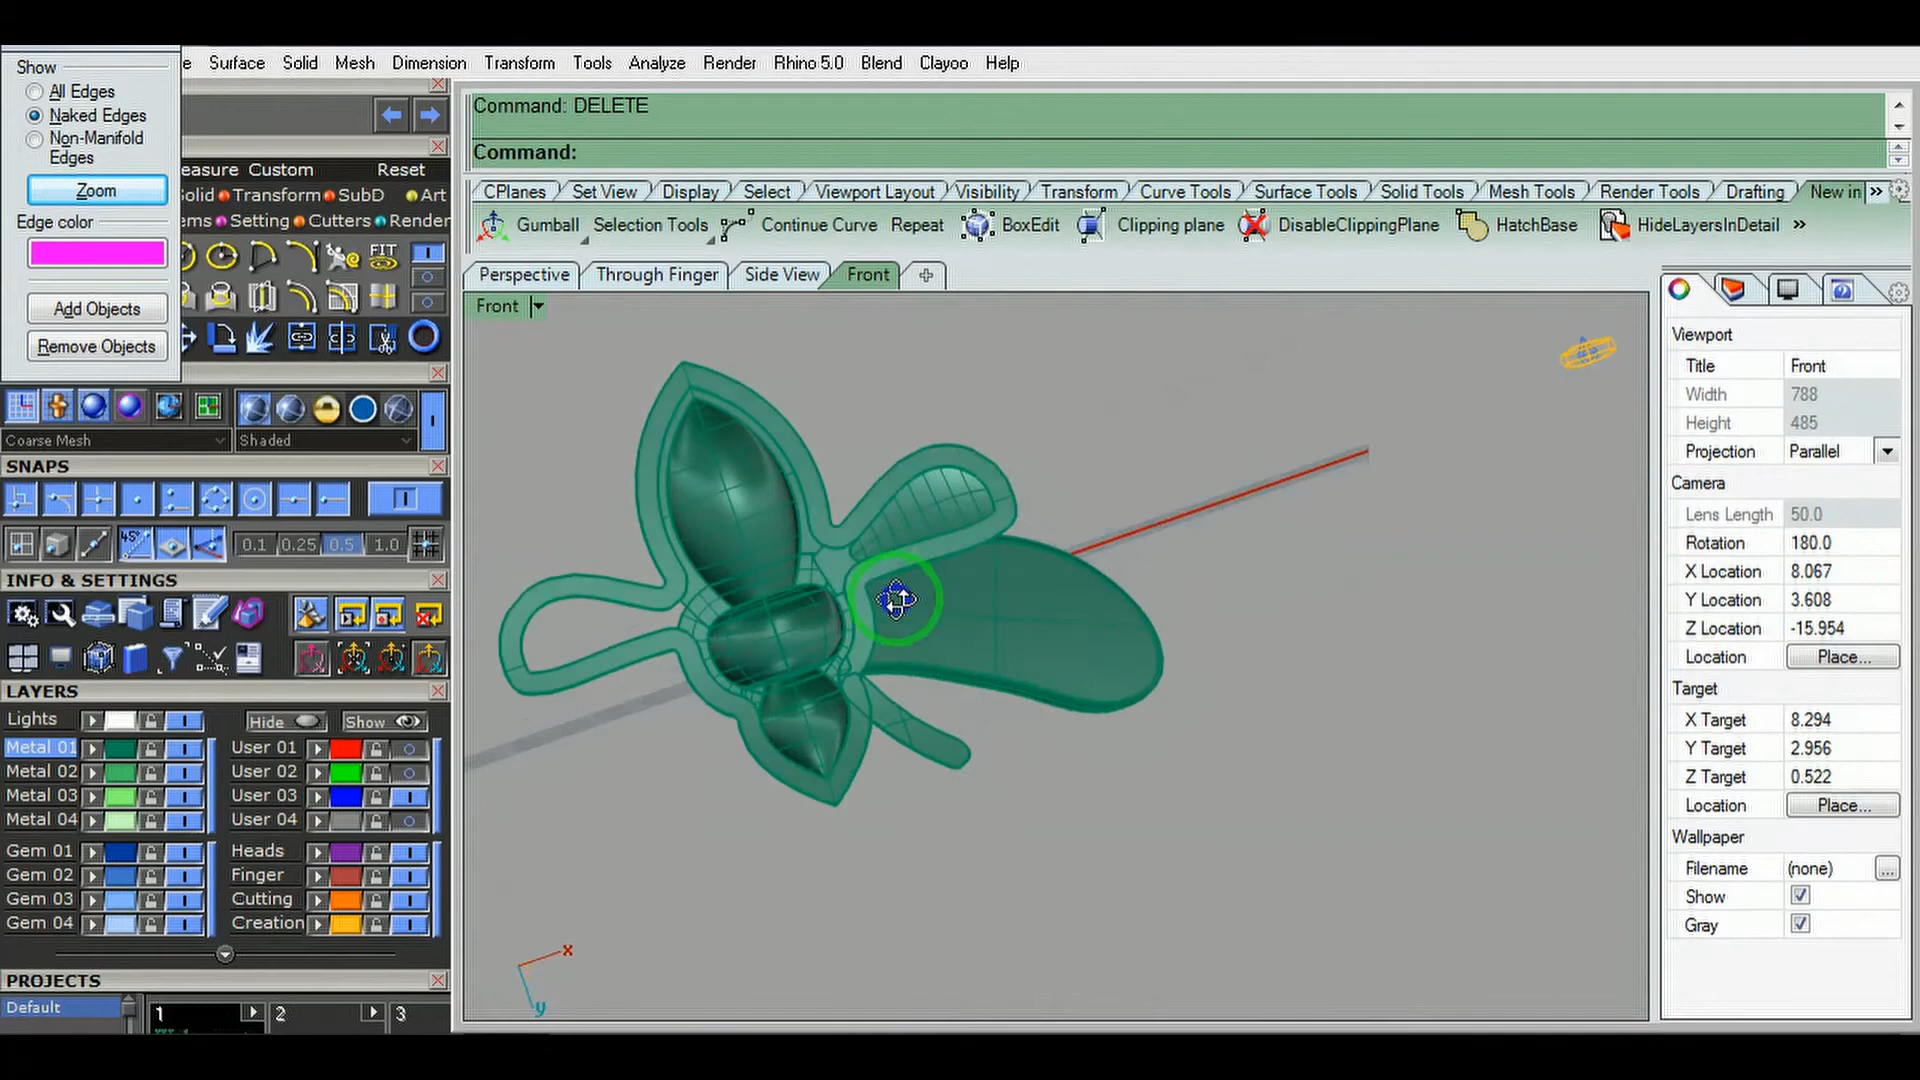 Show
All Edges
Naked Edges
Non-Manifold
Edges
Zoom
Edge color
Add Objects
Remove Objects
e Surface Solid Mesh Dimension Transform Tools Analyze Render Rhino 5.0 Blend Clayoo Help
easure Custom Reset
olid Transform SubD Art
ems Setting Cutters Render
FIT
Coarse Mesh Shaded
SNAPS
45°
0.1 0.25 0.5 1.0
INFO & SETTINGS
LAYERS
Lights Hide Show
Metal 01 User 01
Metal 02 User 02
Metal 03 User 03
Metal 04 User 04
Gem 01 Heads
Gem 02 Finger
Gem 03 Cutting
Gem 04 Creation
PROJECTS
Default 1 2 3
Command: DELETE
Command:
CPlanes Set View Display Select Viewport Layout Visibility Transform Curve Tools Surface Tools Solid Tools Mesh Tools Render Tools Drafting New in »
Gumball Selection Tools Continue Curve Repeat BoxEdit Clipping plane DisableClippingPlane HatchBase HideLayersInDetail »
Perspective Through Finger Side View Front
Front
x
y
Viewport
Title Front
Width 788
Height 485
Projection Parallel
Camera
Lens Length 50.0
Rotation 180.0
X Location 8.067
Y Location 3.608
Z Location -15.954
Location Place...
Target
X Target 8.294
Y Target 2.956
Z Target 0.522
Location Place...
Wallpaper
Filename (none) ...
Show
Gray